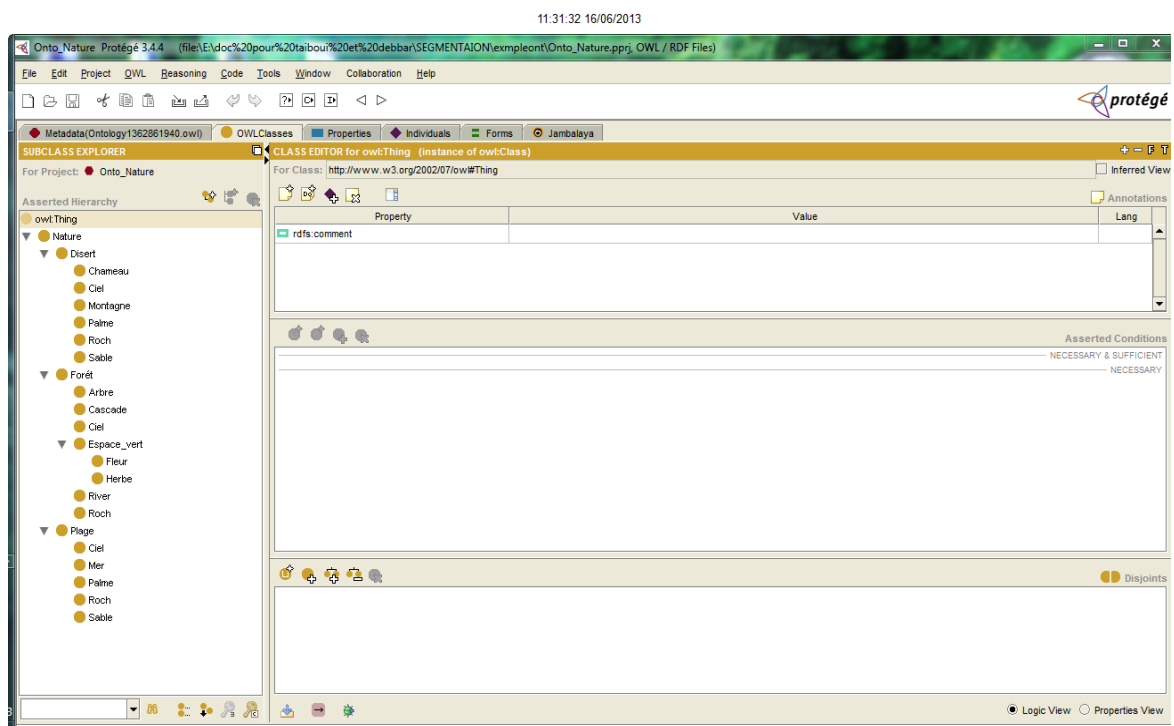 11:31:32 16/06/2013
Onto_Nature Protégé 3.4.4 (file:\E:\doc%20pour%20taiboui%20et%20debbar\SEGMENTAION\exmpleont\Onto_Nature.pprj, OWL / RDF Files)
File Edit Project OWL Reasoning Code Tools Window Collaboration Help
protégé
Metadata(Ontology1362861940.owl) OWLClasses Properties Individuals Forms Jambalaya
SUBCLASS EXPLORER
For Project: Onto_Nature
Asserted Hierarchy
owl:Thing
Nature
Disert
Chameau
Ciel
Montagne
Palme
Roch
Sable
Forét
Arbre
Cascade
Ciel
Espace_vert
Fleur
Herbe
River
Roch
Plage
Ciel
Mer
Palme
Roch
Sable
CLASS EDITOR for owl:Thing (instance of owl:Class)
For Class: http://www.w3.org/2002/07/owl#Thing
Inferred View
Annotations
Property Value Lang
rdfs:comment
Asserted Conditions
NECESSARY & SUFFICIENT
NECESSARY
Disjoints
Logic View Properties View